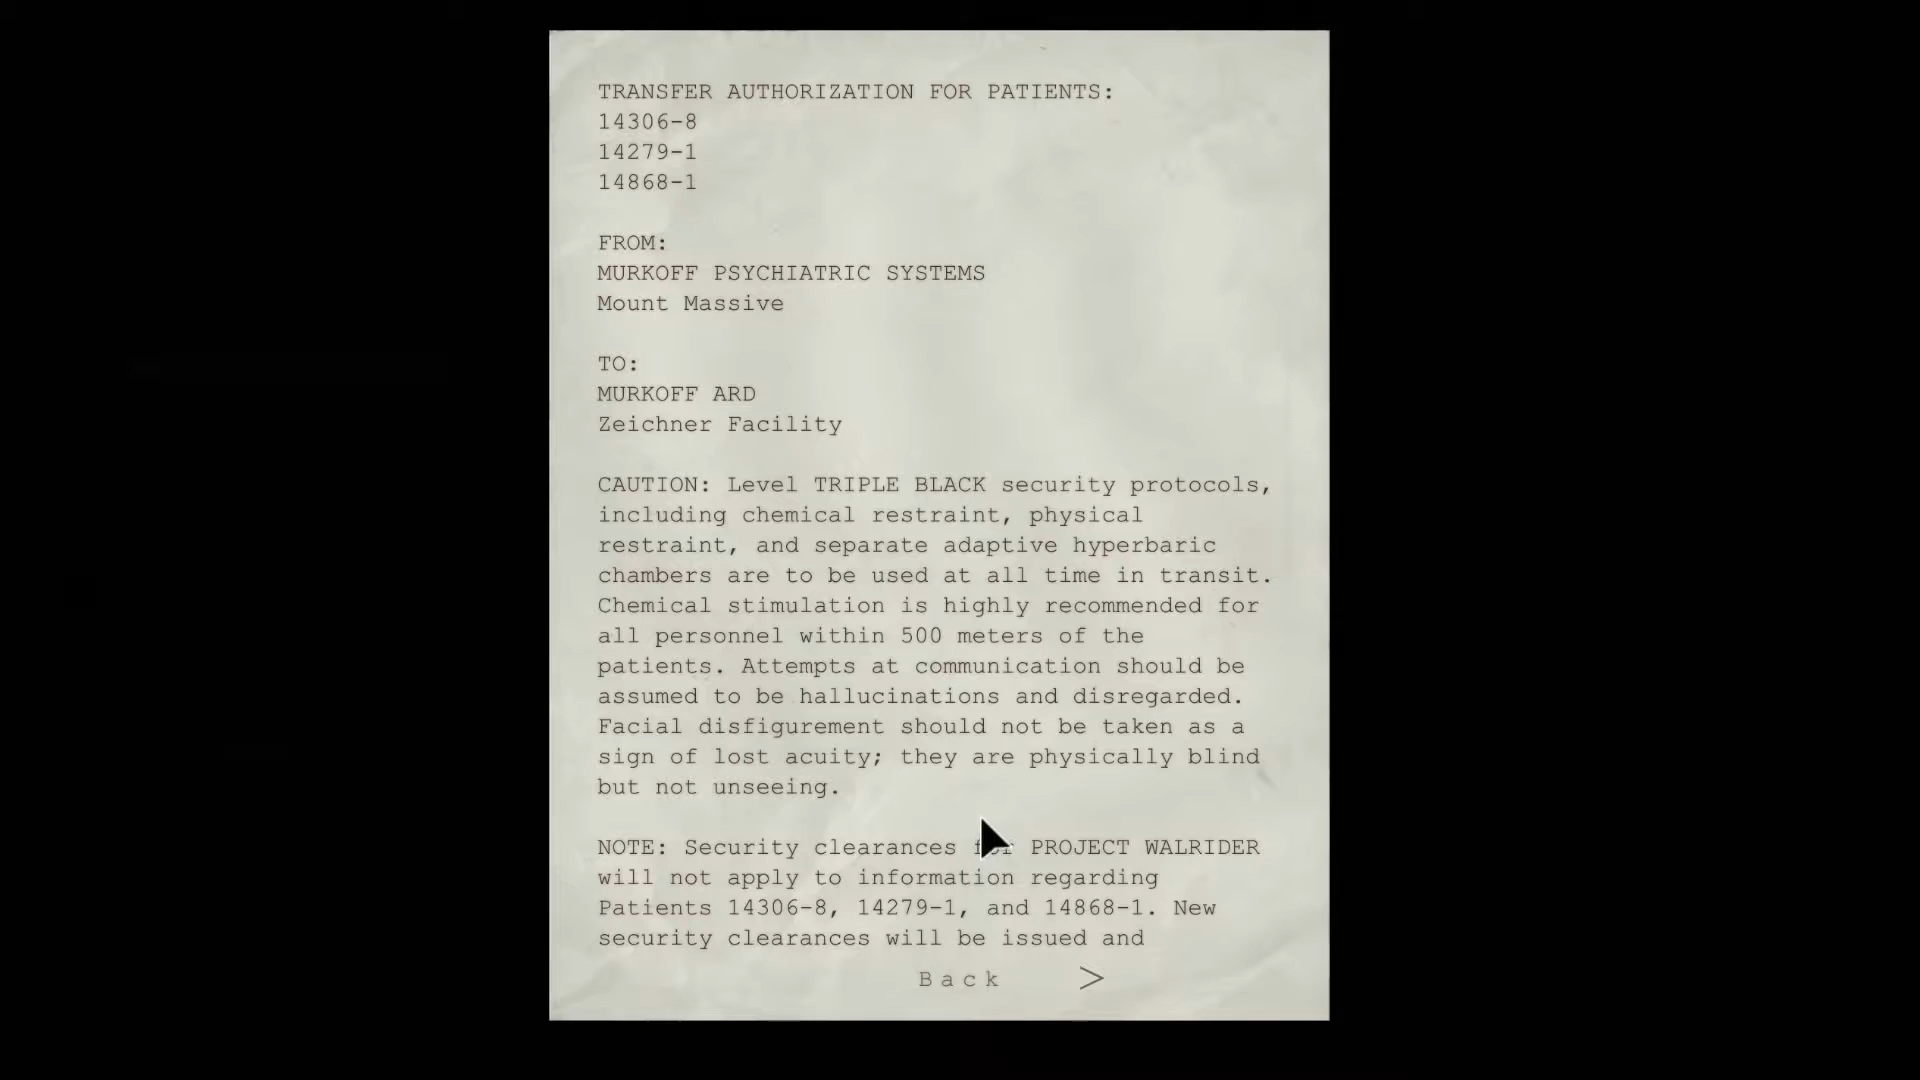 TRANSFER AUTHORIZATION FOR PATIENTS:
14306-8
14279-1
14868-1
FROM:
MURKOFF PSYCHIATRIC SYSTEMS
Mount Massive
TO:
MURKOFF ARD
Zeichner Facility
CAUTION: Level TRIPLE BLACK security protocols,
including chemical restraint, physical
restraint, and separate adaptive hyperbaric
chambers are to be used at all time in transit.
Chemical stimulation is highly recommended for
all personnel within 500 meters of the
patients. Attempts at communication should be
assumed to be hallucinations and disregarded.
Facial disfigurement should not be taken as a
sign of lost acuity; they are physically blind
but not unseeing.
NOTE: Security clearances for PROJECT WALRIDER
will not apply to information regarding
Patients 14306-8, 14279-1, and 14868-1. New
security clearances will be issued and
Back >